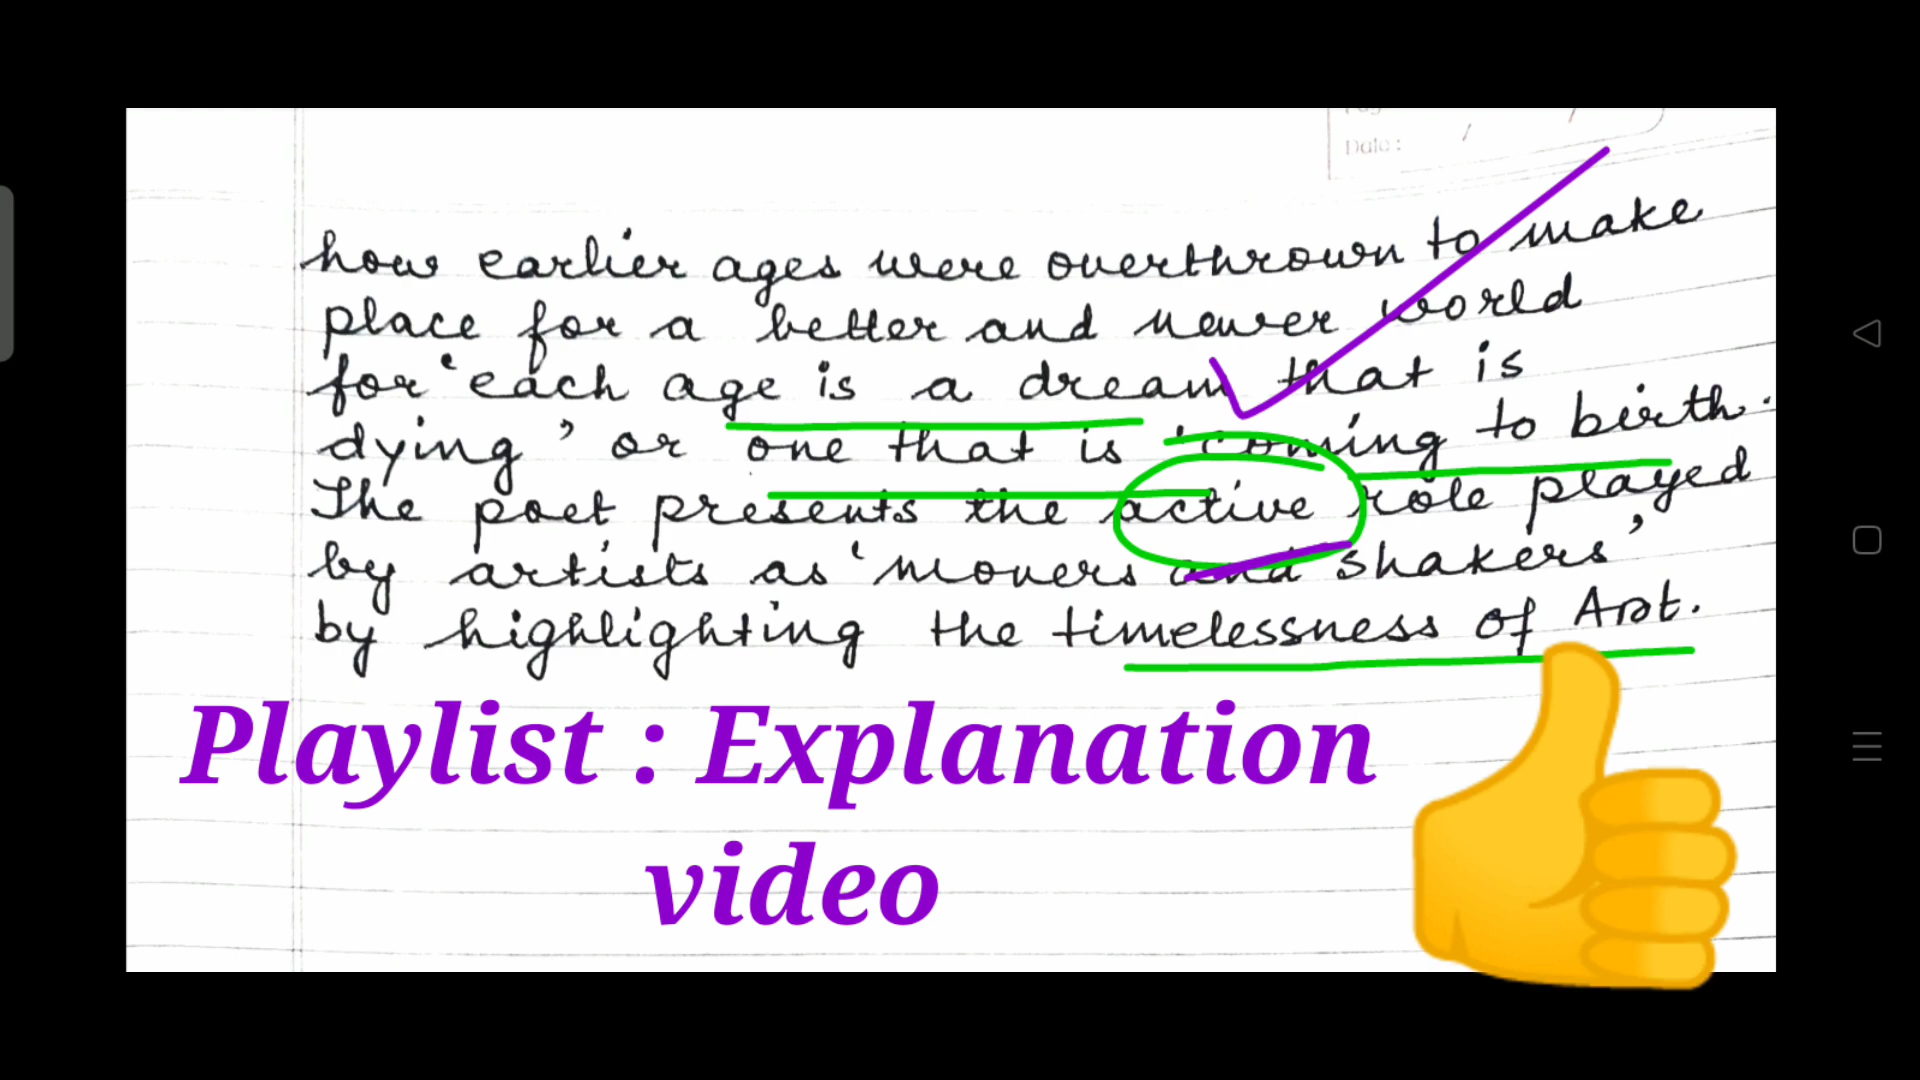 Date: / /
how earlier ages were overthrown to make
place for a better and newer world
for 'each age is a dream that is
dying' or one that is 'coming to birth.
The poet presents the active role played
by artists as 'movers and shakers'
by highlighting the timelessness of Art.
Playlist : Explanation
video